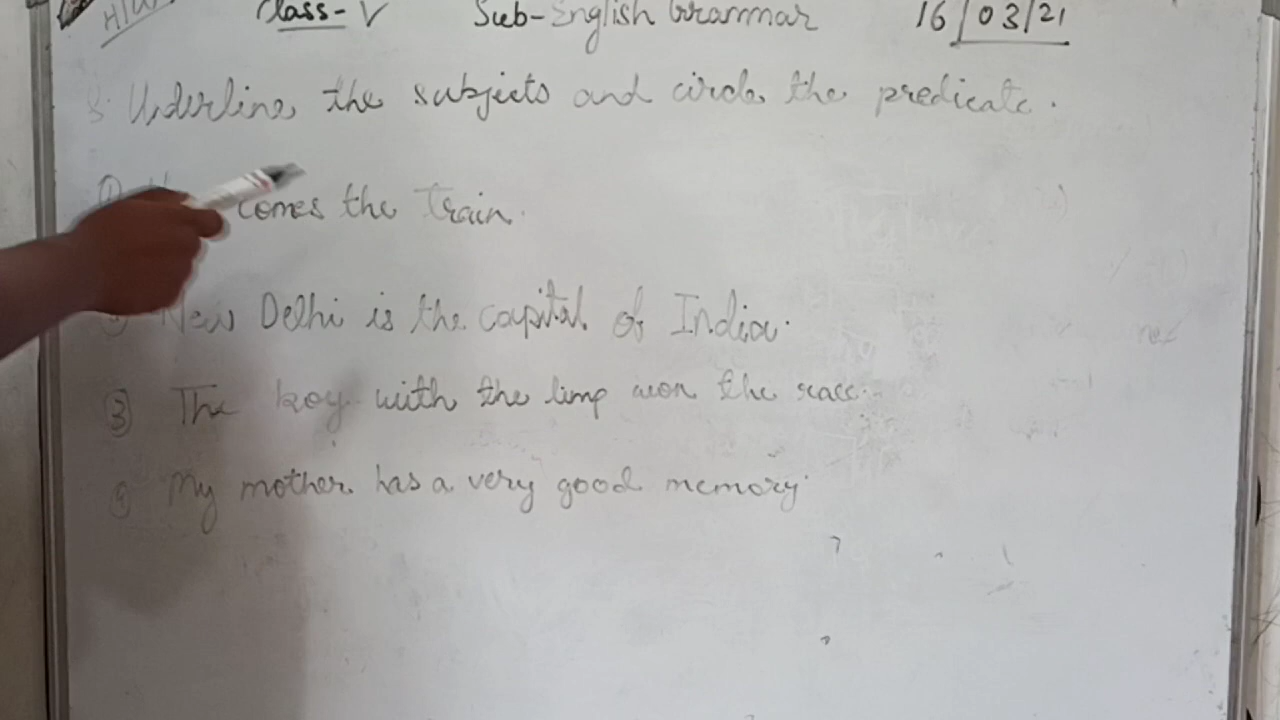 H/W
Class- V Sub- English Grammar 16/03/21
Underline the subjects and circle the predicate.
comes the Train.
New Delhi is the capital of India.
③ The boy with the limp won the race.
My mother has a very good memory